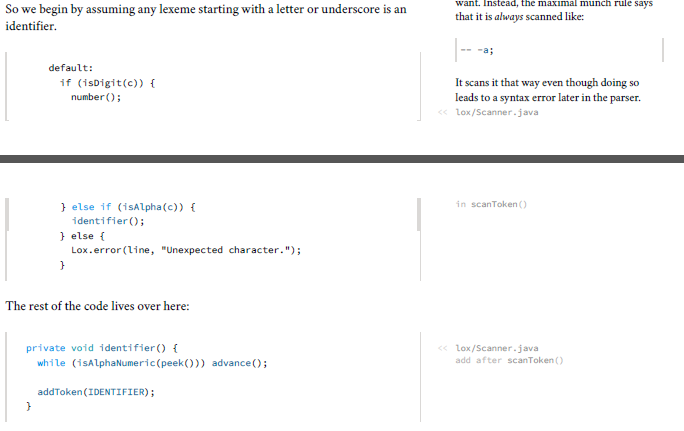 So we begin by assuming any lexeme starting with a letter or underscore is an
identifier.
default:
if (isDigit(c)) {
number();
want. Instead, the maximal munch rule says
that it is always scanned like:
-- -a;
It scans it that way even though doing so
leads to a syntax error later in the parser.
<< lox/Scanner.java
} else if (isAlpha(c)) {
identifier();
} else {
Lox.error(line, "Unexpected character.");
}
in scanToken()
The rest of the code lives over here:
private void identifier() {
while (isAlphaNumeric(peek())) advance();
addToken(IDENTIFIER);
}
<< lox/Scanner.java
add after scanToken()